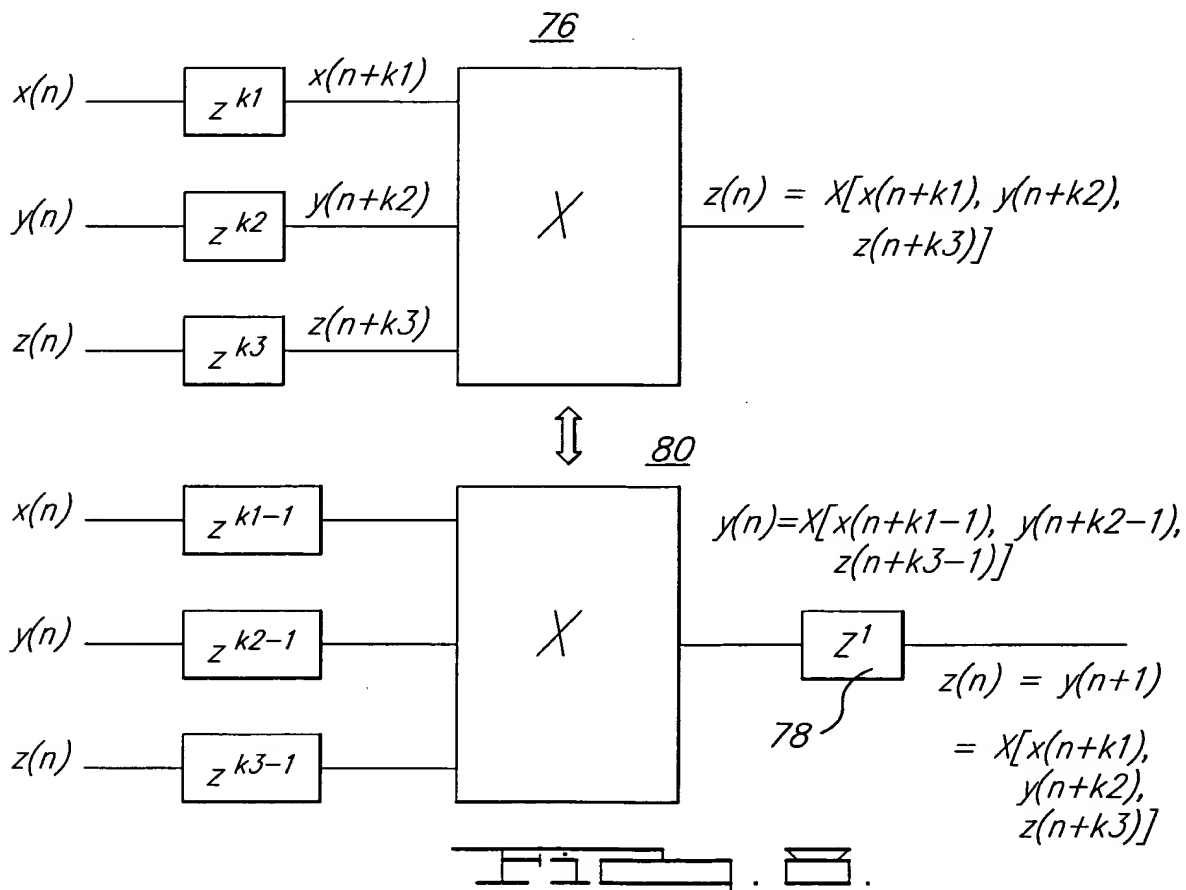 76
x(n)
z^k1
x(n+k1)
y(n)
z^k2
y(n+k2)
z(n)
z^k3
z(n+k3)
X
z(n) = X[x(n+k1), y(n+k2),
z(n+k3)]
80
x(n)
z^k1-1
y(n)
z^k2-1
z(n)
z^k3-1
X
y(n)=X[x(n+k1-1), y(n+k2-1),
z(n+k3-1)]
Z^1
78
z(n) = y(n+1)
= X[x(n+k1),
y(n+k2),
z(n+k3)]